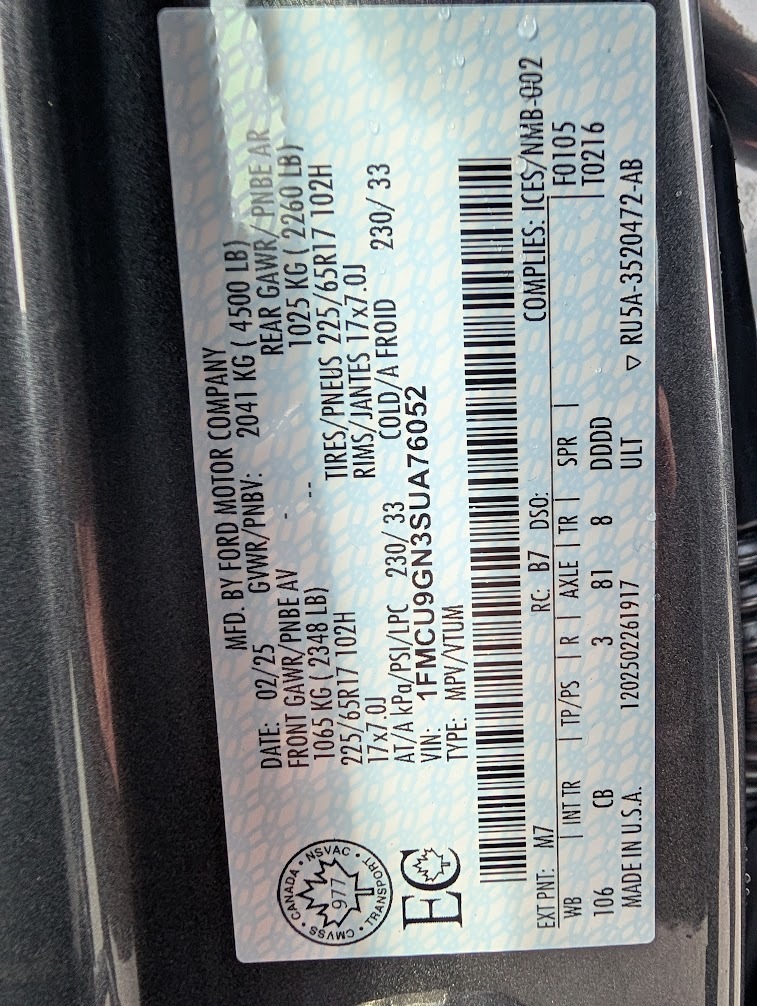 MFD. BY FORD MOTOR COMPANY
DATE: 02/25 GVWR/PNBV: 2041 KG ( 4500 LB)
FRONT GAWR/PNBE AV - REAR GAWR/ PNBE AR
1065 KG ( 2348 LB) -- 1025 KG ( 2260 LB)
225/65R17 102H TIRES/PNEUS 225/65R17 102H
17x7.0J RIMS/JANTES 17x7.0J
AT/A kPa/PSI/LPC 230/ 33 COLD/A FROID 230/ 33
VIN: 1FMCU9GN3SUA76052
TYPE: MPV/VTUM
CANADA • NSVAC • TRANSPORT • CMVSS
977
EC
EXT PNT: M7 RC: B7 DSO: COMPLIES: ICES/NMB-002
WB | INT TR | TP/PS | R | AXLE | TR | SPR | F0105
106 CB 3 81 8 DDDD T0216
MADE IN U.S.A. 1202502261917 ULT ▽ RU5A-3520472-AB